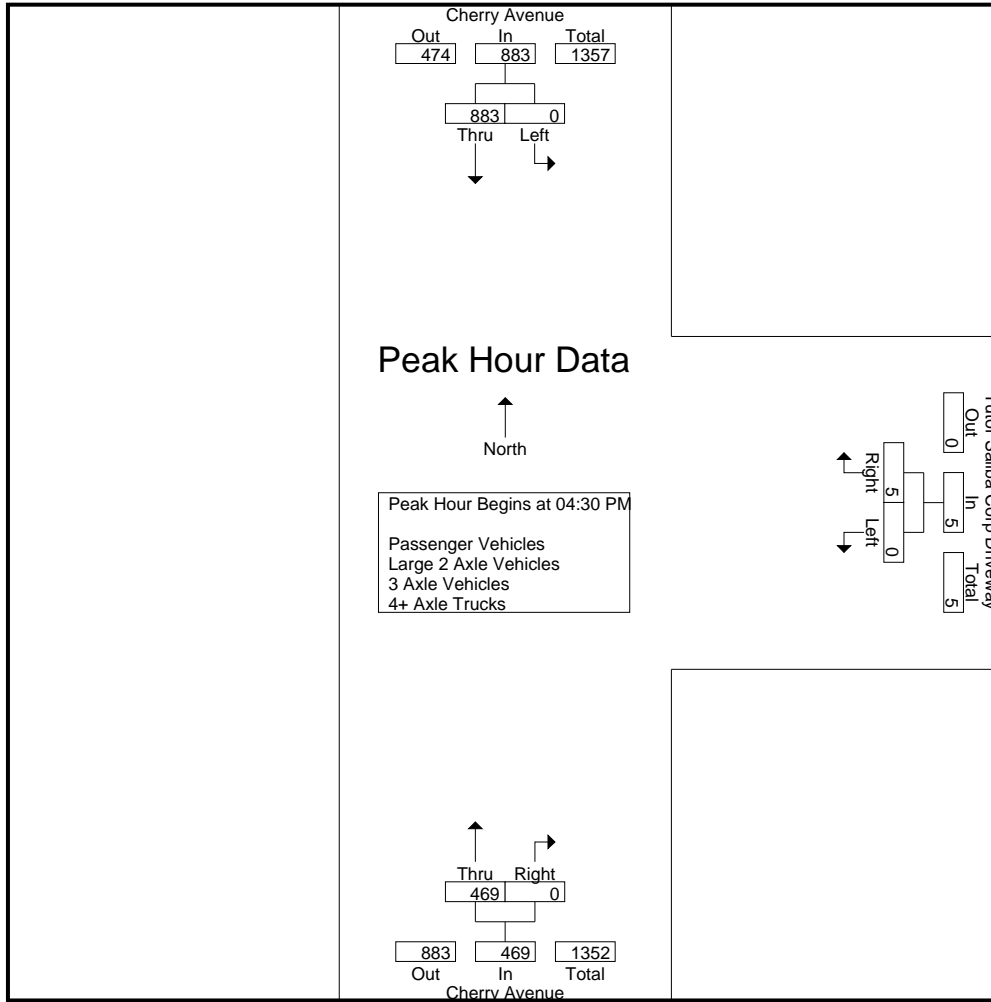 Cherry Avenue
Out In Total
474 883 1357
883 0
Thru Left
Peak Hour Data
North
Peak Hour Begins at 04:30 PM
Passenger Vehicles
Large 2 Axle Vehicles
3 Axle Vehicles
4+ Axle Trucks
Corp Driveway
Out In Total
0 5 5
5 0
Right Left
Thru Right
469 0
883 469 1352
Out In Total
Cherry Avenue